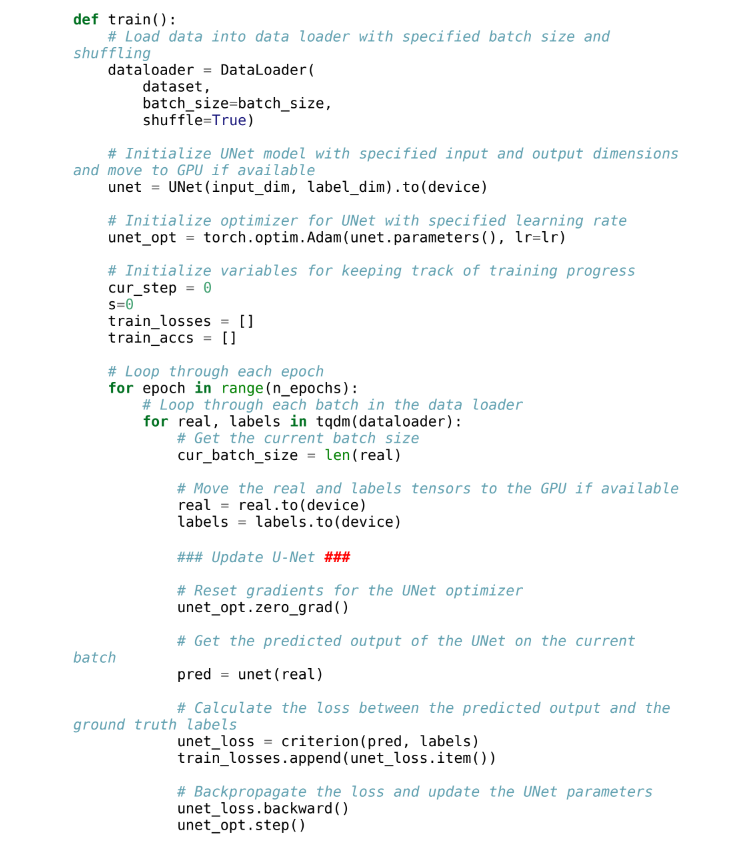 def train():
    # Load data into data loader with specified batch size and
shuffling
    dataloader = DataLoader(
        dataset,
        batch_size=batch_size,
        shuffle=True)

    # Initialize UNet model with specified input and output dimensions
and move to GPU if available
    unet = UNet(input_dim, label_dim).to(device)

    # Initialize optimizer for UNet with specified learning rate
    unet_opt = torch.optim.Adam(unet.parameters(), lr=lr)

    # Initialize variables for keeping track of training progress
    cur_step = 0
    s=0
    train_losses = []
    train_accs = []

    # Loop through each epoch
    for epoch in range(n_epochs):
        # Loop through each batch in the data loader
        for real, labels in tqdm(dataloader):
            # Get the current batch size
            cur_batch_size = len(real)

            # Move the real and labels tensors to the GPU if available
            real = real.to(device)
            labels = labels.to(device)

            ### Update U-Net ###

            # Reset gradients for the UNet optimizer
            unet_opt.zero_grad()

            # Get the predicted output of the UNet on the current
batch
            pred = unet(real)

            # Calculate the loss between the predicted output and the
ground truth labels
            unet_loss = criterion(pred, labels)
            train_losses.append(unet_loss.item())

            # Backpropagate the loss and update the UNet parameters
            unet_loss.backward()
            unet_opt.step()